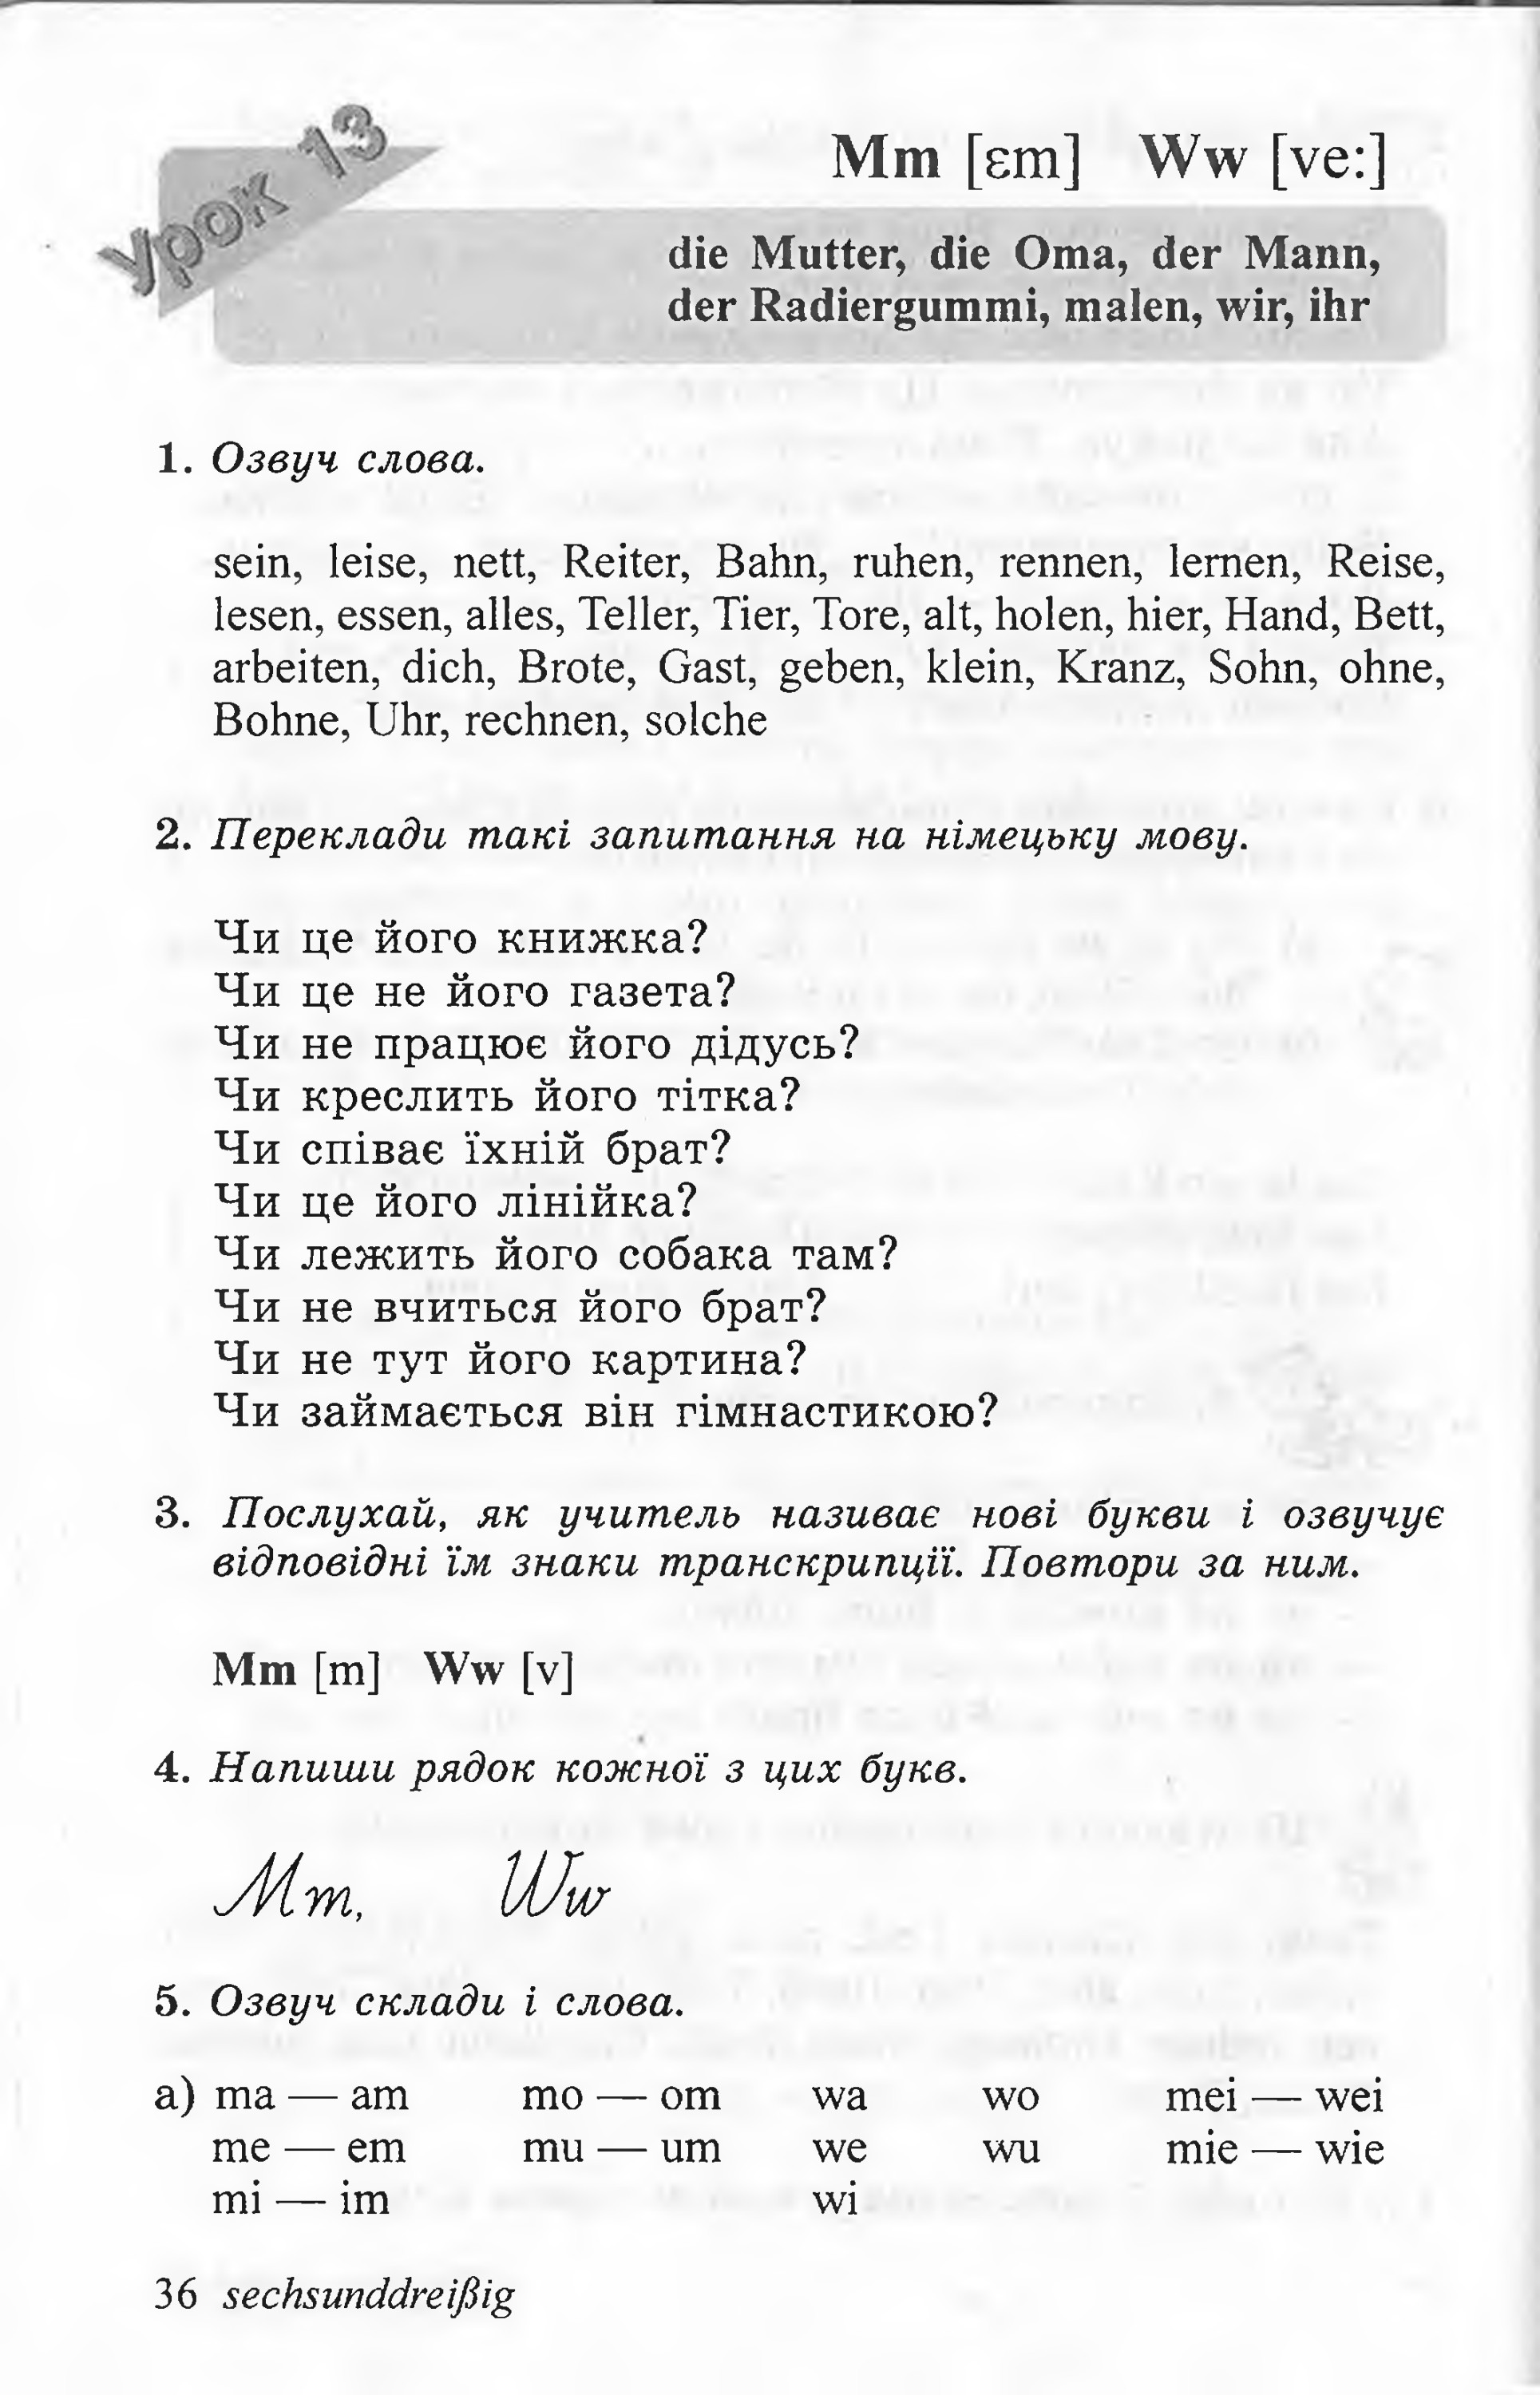 Урок 13
Mm [ɛm] Ww [ve:]
die Mutter, die Oma, der Mann,
der Radiergummi, malen, wir, ihr
1. Озвуч слова.
sein, leise, nett, Reiter, Bahn, ruhen, rennen, lernen, Reise,
lesen, essen, alles, Teller, Tier, Tore, alt, holen, hier, Hand, Bett,
arbeiten, dich, Brote, Gast, geben, klein, Kranz, Sohn, ohne,
Bohne, Uhr, rechnen, solche
2. Переклади такі запитання на німецьку мову.
Чи це його книжка?
Чи це не його газета?
Чи не працює його дідусь?
Чи креслить його тітка?
Чи співає їхній брат?
Чи це його лінійка?
Чи лежить його собака там?
Чи не вчиться його брат?
Чи не тут його картина?
Чи займається він гімнастикою?
3. Послухай, як учитель називає нові букви і озвучує
відповідні їм знаки транскрипції. Повтори за ним.
Mm [m] Ww [v]
4. Напиши рядок кожної з цих букв.
Mm, Ww
5. Озвуч склади і слова.
а) ma — am mo — om wa wo mei — wei
me — em mu — um we wu mie — wie
mi — im wi
36 sechsunddreißig